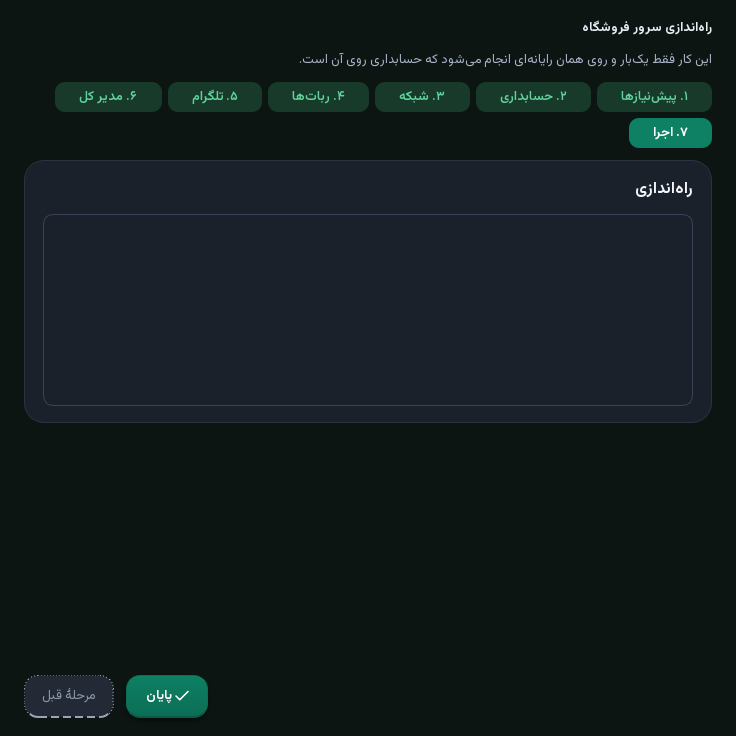 راه‌اندازی سرور فروشگاه
این کار فقط یک‌بار و روی همان رایانه‌ای انجام می‌شود که حسابداری روی آن است.
۱. پیش‌نیازها
۲. حسابداری
۳. شبکه
۴. ربات‌ها
۵. تلگرام
۶. مدیر کل
۷. اجرا
راه‌اندازی
پایان
مرحلهٔ قبل